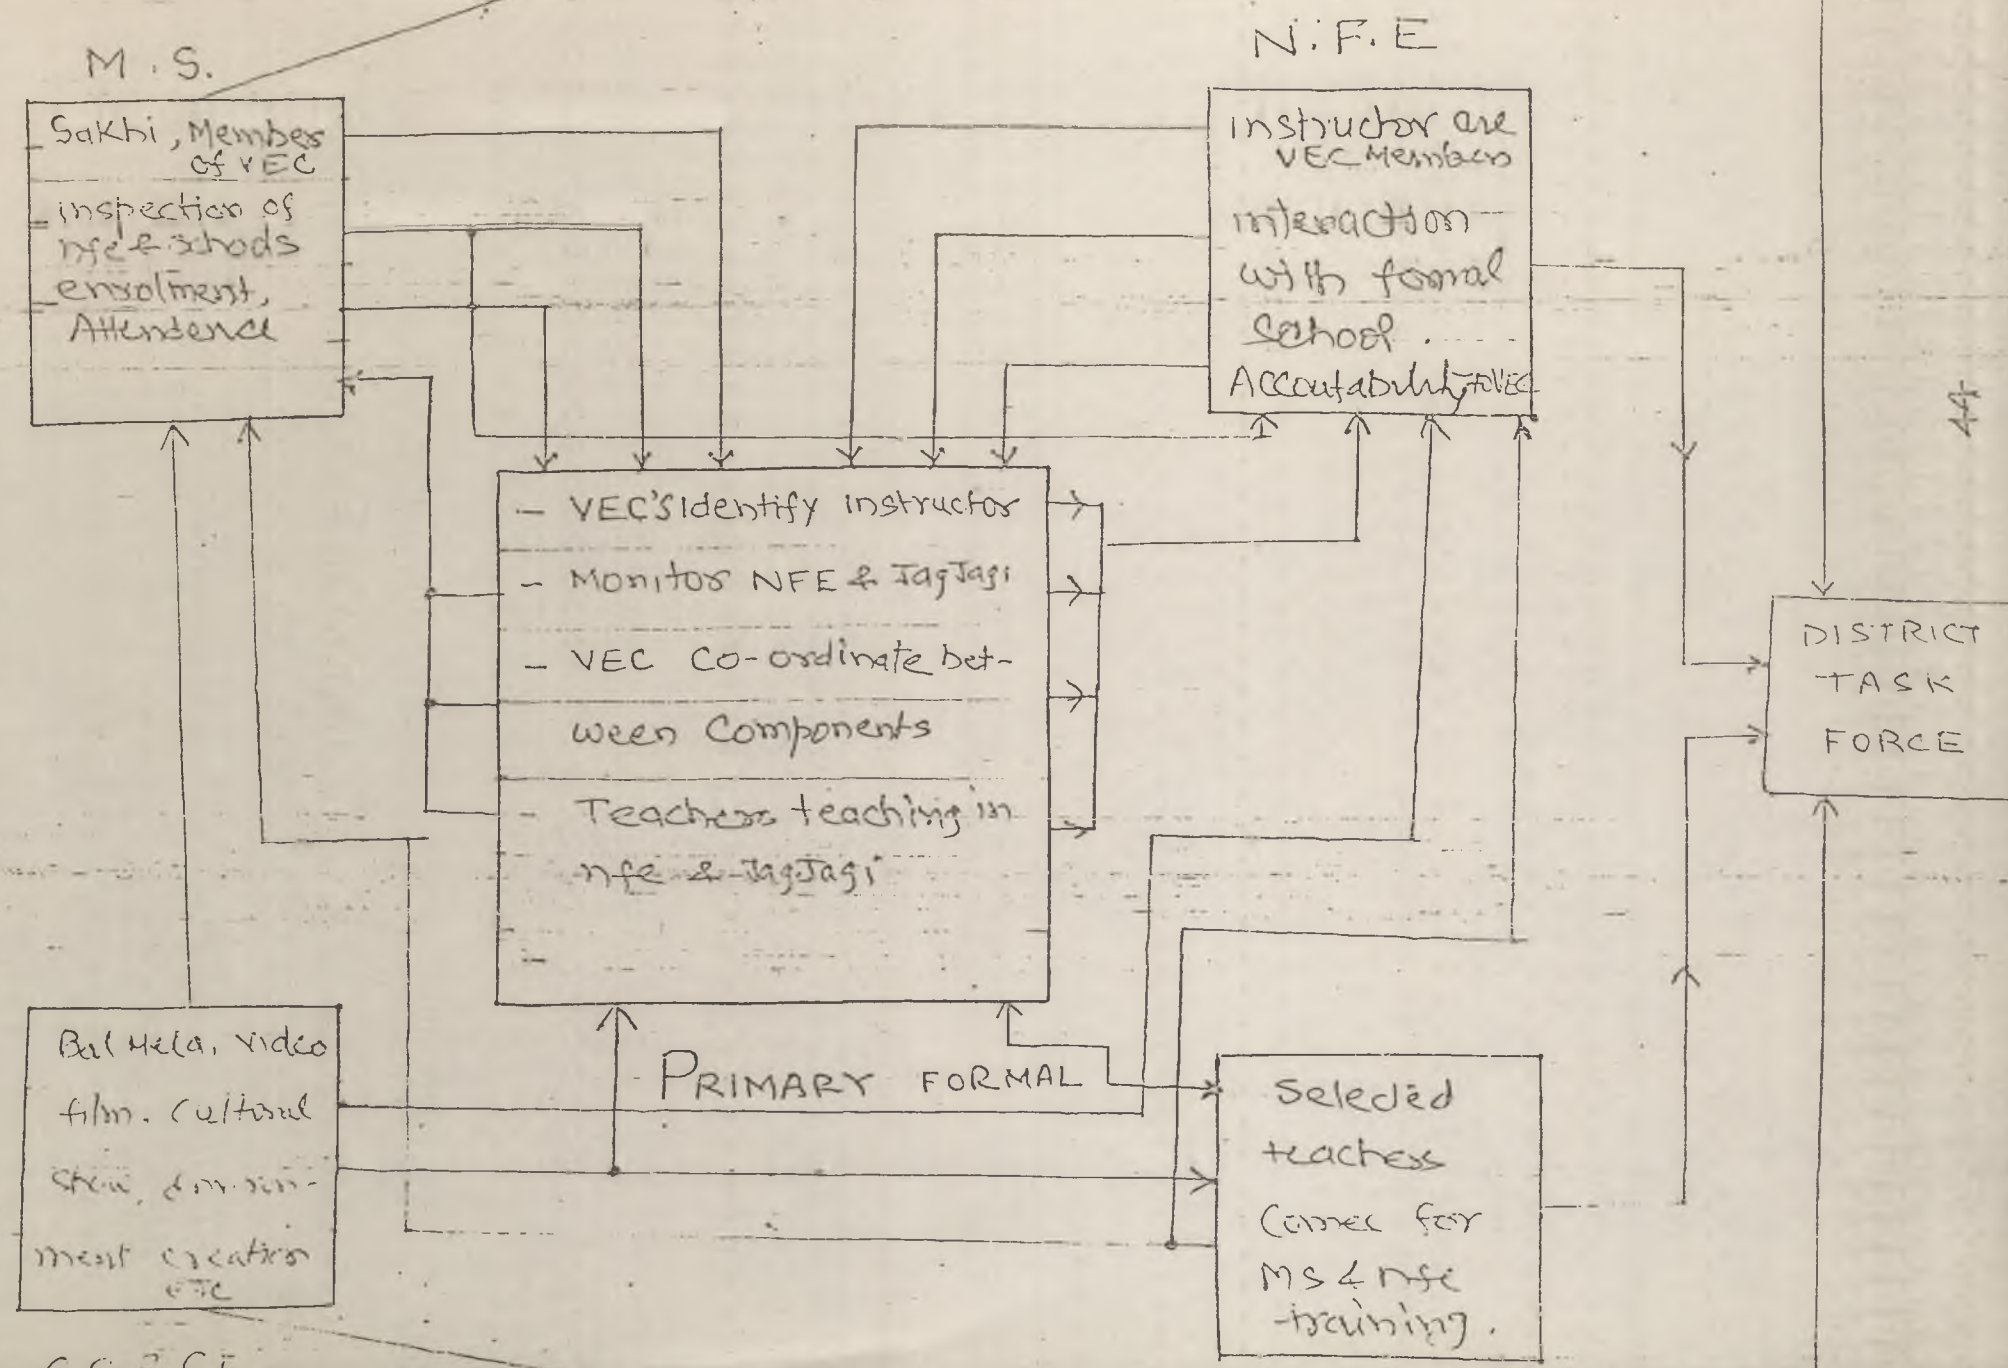 M.S.
Sakhi, Member
of VEC
inspection of
nfe & schools
enrolment,
Attendence
N.F.E
instructor are
VEC Members
interaction
with formal
school.
Accoutability to VEC
44
- VEC'S Identify instructor
- Monitor NFE & JagJagi
- VEC Co-ordinate bet-
ween Components
- Teachers teaching in
nfe & JagJagi
DISTRICT
TASK
FORCE
Bal Mela, Video
film. Cultural
ment creation
ETC
PRIMARY FORMAL
Selected
teachers
Comes for
MS & nfe
training.